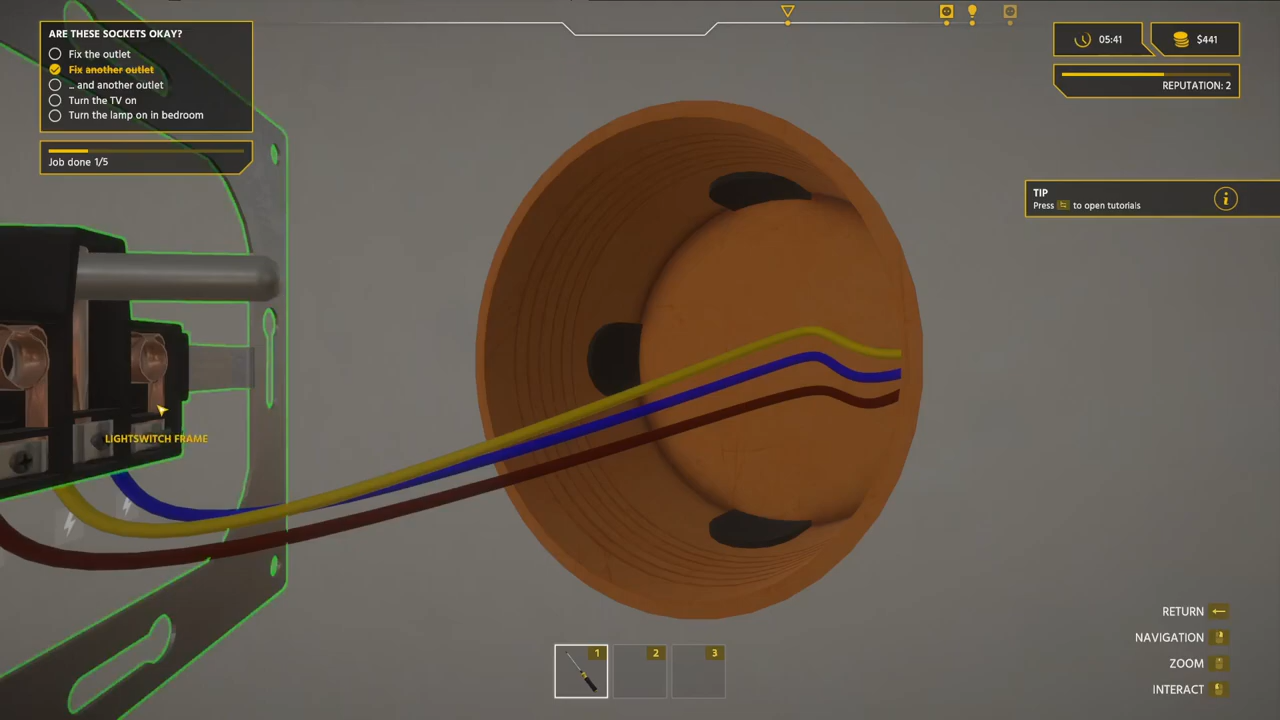 ARE THESE SOCKETS OKAY?
Fix the outlet
Fix another outlet
... and another outlet
Turn the TV on
Turn the lamp on in bedroom
Job done 1/5
05:41
$441
REPUTATION: 2
TIP
Press to open tutorials
LIGHTSWITCH FRAME
1
2
3
RETURN
NAVIGATION
ZOOM
INTERACT